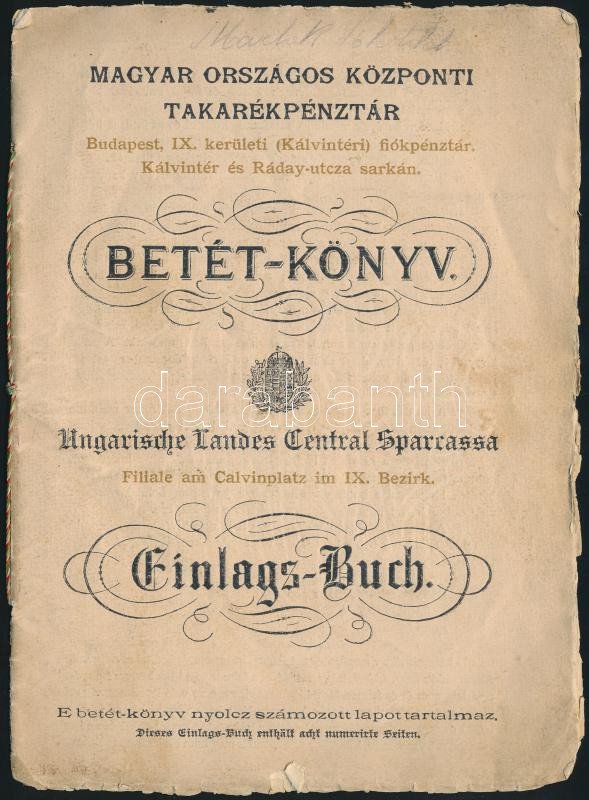 MAGYAR ORSZÁGOS KÖZPONTI
TAKARÉKPÉNZTÁR
Budapest, IX. kerületi (Kálvintéri) fiókpénztár.
Kálvintér és Ráday-utcza sarkán.
BETÉT-KÖNYV.
darabanth
Ungarische Landes Central Sparcassa
Filiale am Calvinplatz im IX. Bezirk.
Einlags-Buch.
E betét-könyv nyolcz számozott lapot tartalmaz.
Dieses Einlags-Buch enthält acht numerirte Seiten.